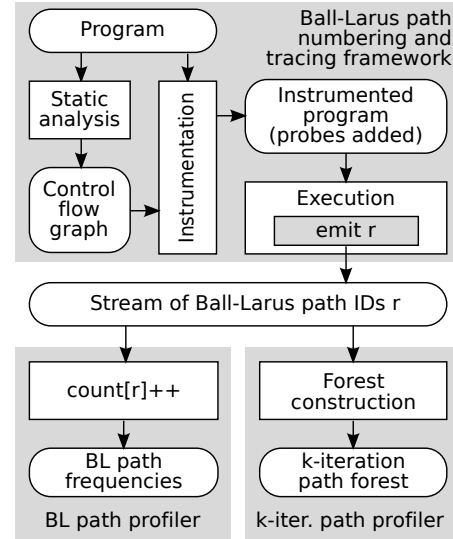 Program
Ball-Larus path
numbering and
tracing framework
Static
analysis
Control
flow
graph
Instrumentation
Instrumented
program
(probes added)
Execution
emit r
Stream of Ball-Larus path IDs r
count[r]++
BL path
frequencies
BL path profiler
Forest
construction
k-iteration
path forest
k-iter. path profiler